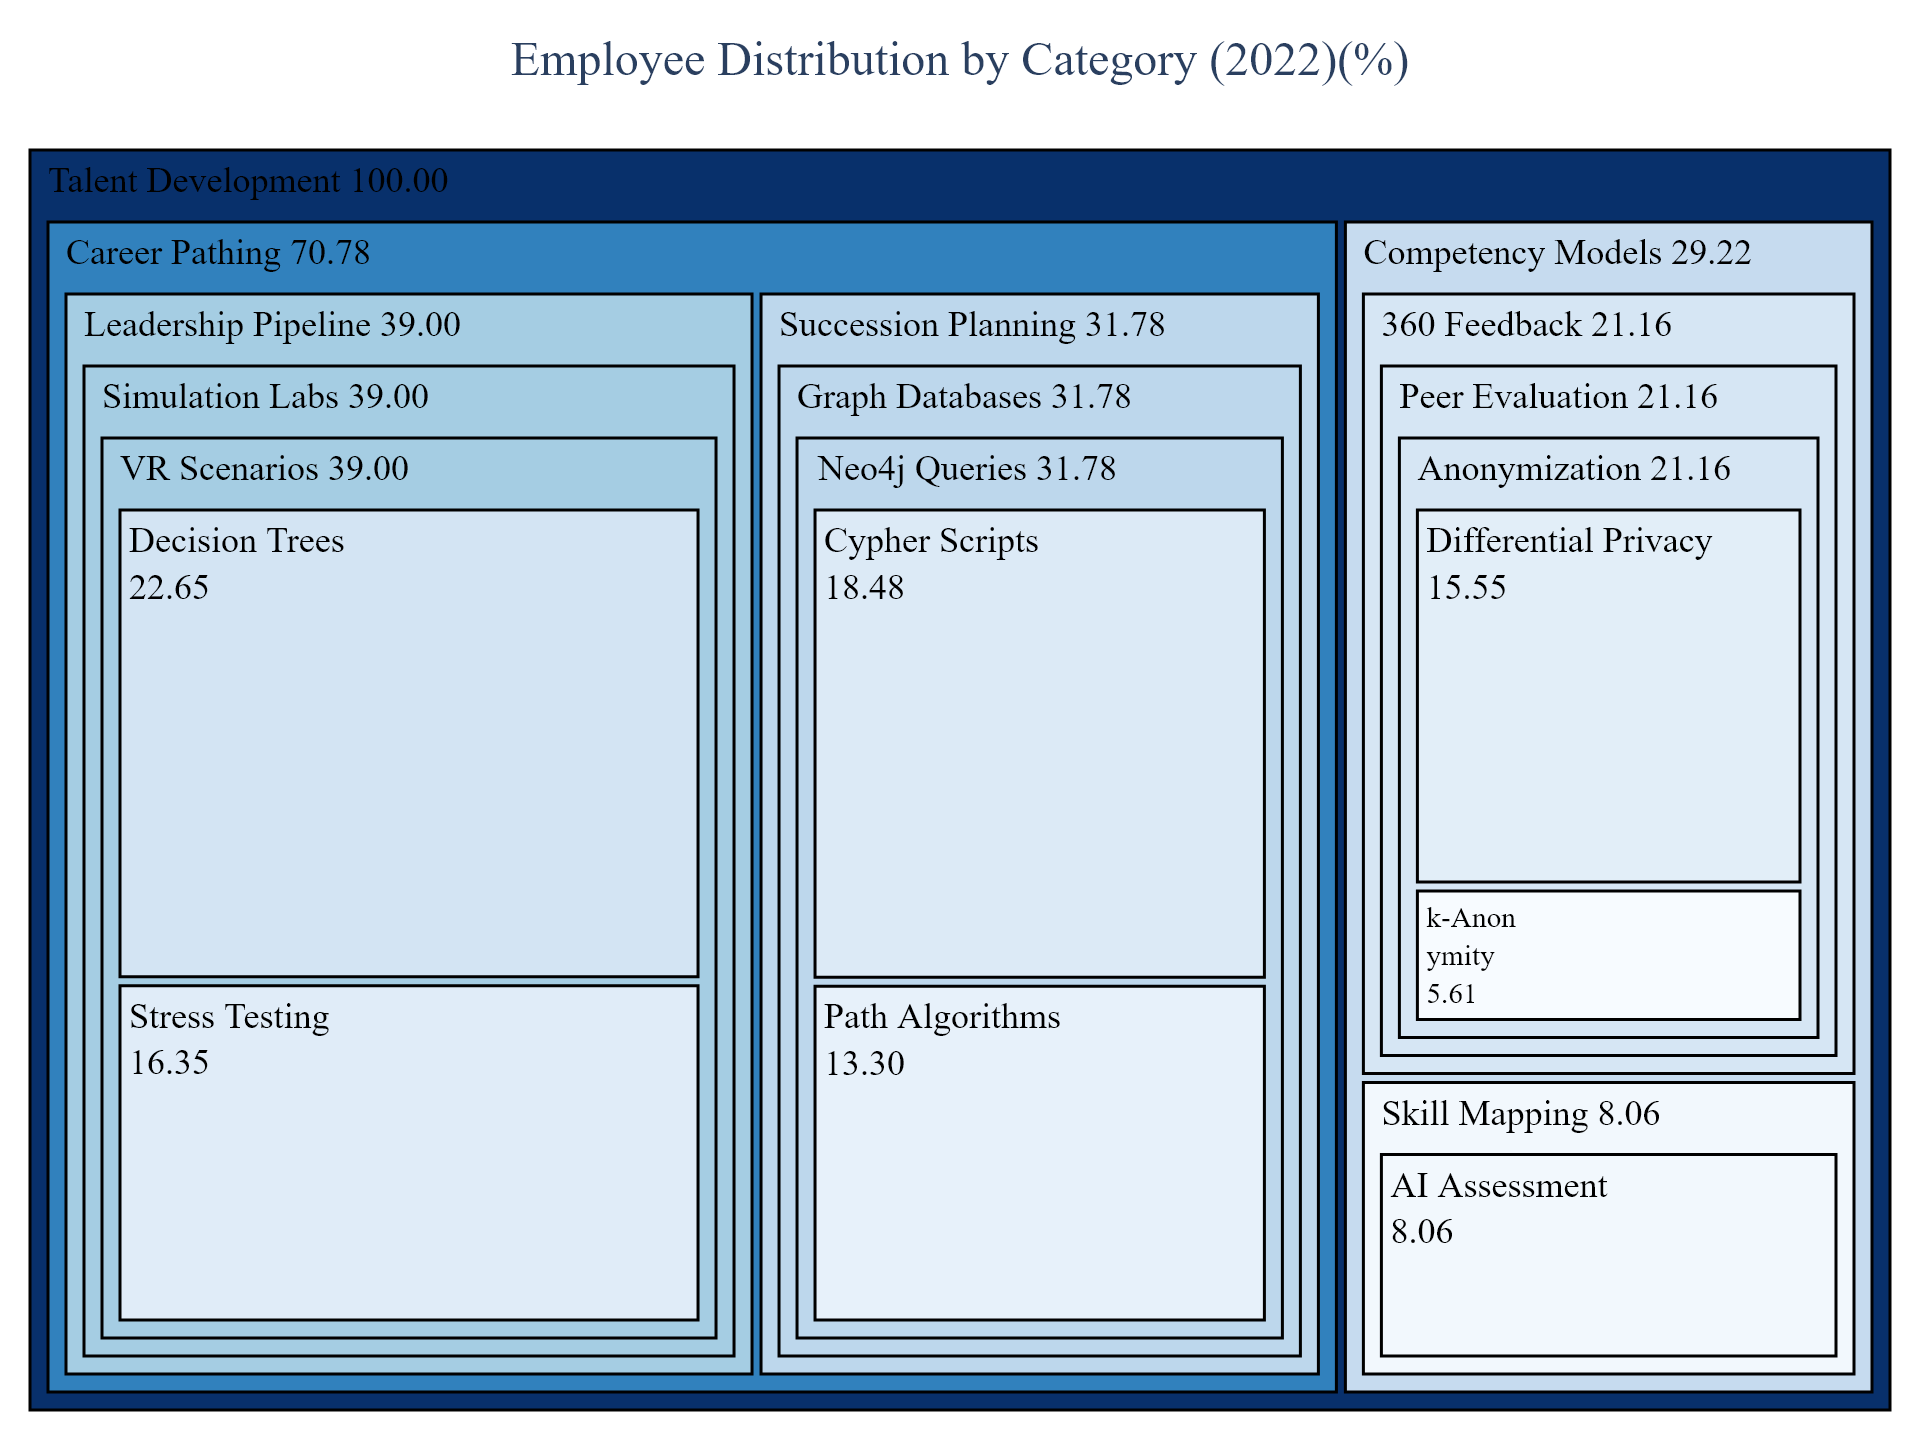 Employee Distribution by Category (2022)(%)
Talent Development 100.00
Career Pathing 70.78
Leadership Pipeline 39.00
Simulation Labs 39.00
VR Scenarios 39.00
Decision Trees
22.65
Stress Testing
16.35
Succession Planning 31.78
Graph Databases 31.78
Neo4j Queries 31.78
Cypher Scripts
18.48
Path Algorithms
13.30
Competency Models 29.22
360 Feedback 21.16
Peer Evaluation 21.16
Anonymization 21.16
Differential Privacy
15.55
k-Anon
ymity
5.61
Skill Mapping 8.06
AI Assessment
8.06